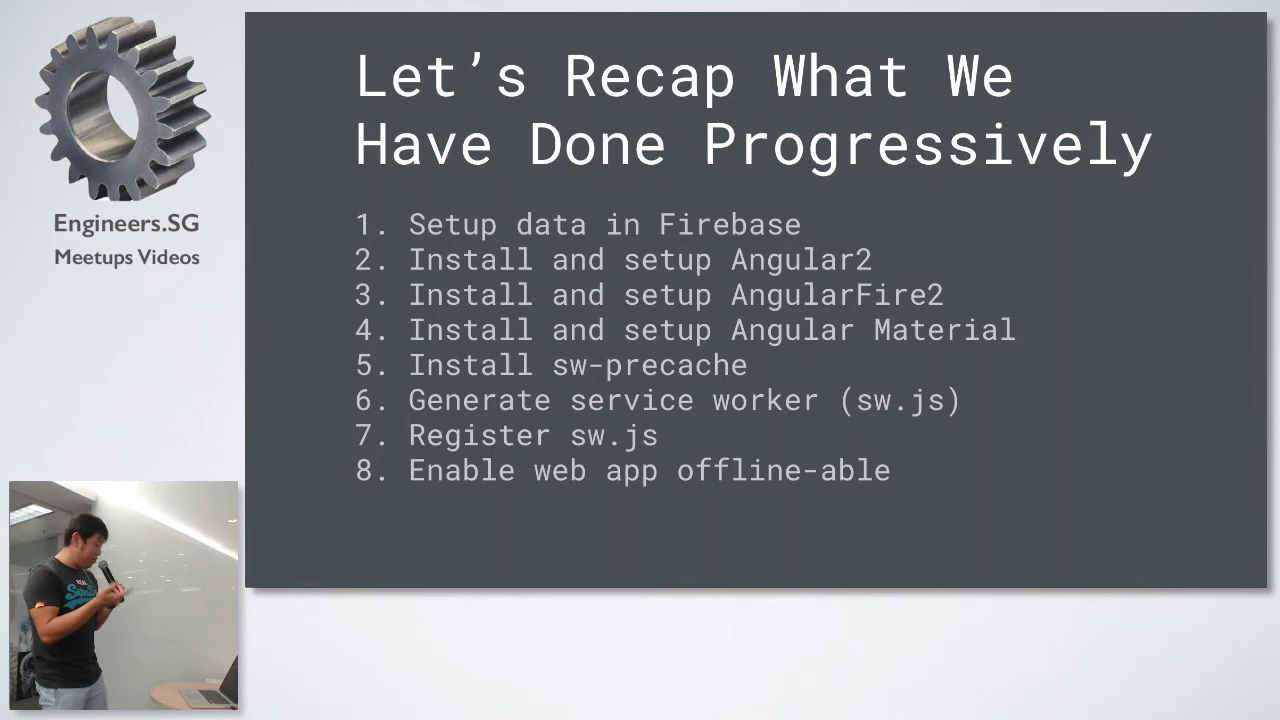 Engineers.SG
Meetups Videos
Let's Recap What We
Have Done Progressively
1. Setup data in Firebase
2. Install and setup Angular2
3. Install and setup AngularFire2
4. Install and setup Angular Material
5. Install sw-precache
6. Generate service worker (sw.js)
7. Register sw.js
8. Enable web app offline-able